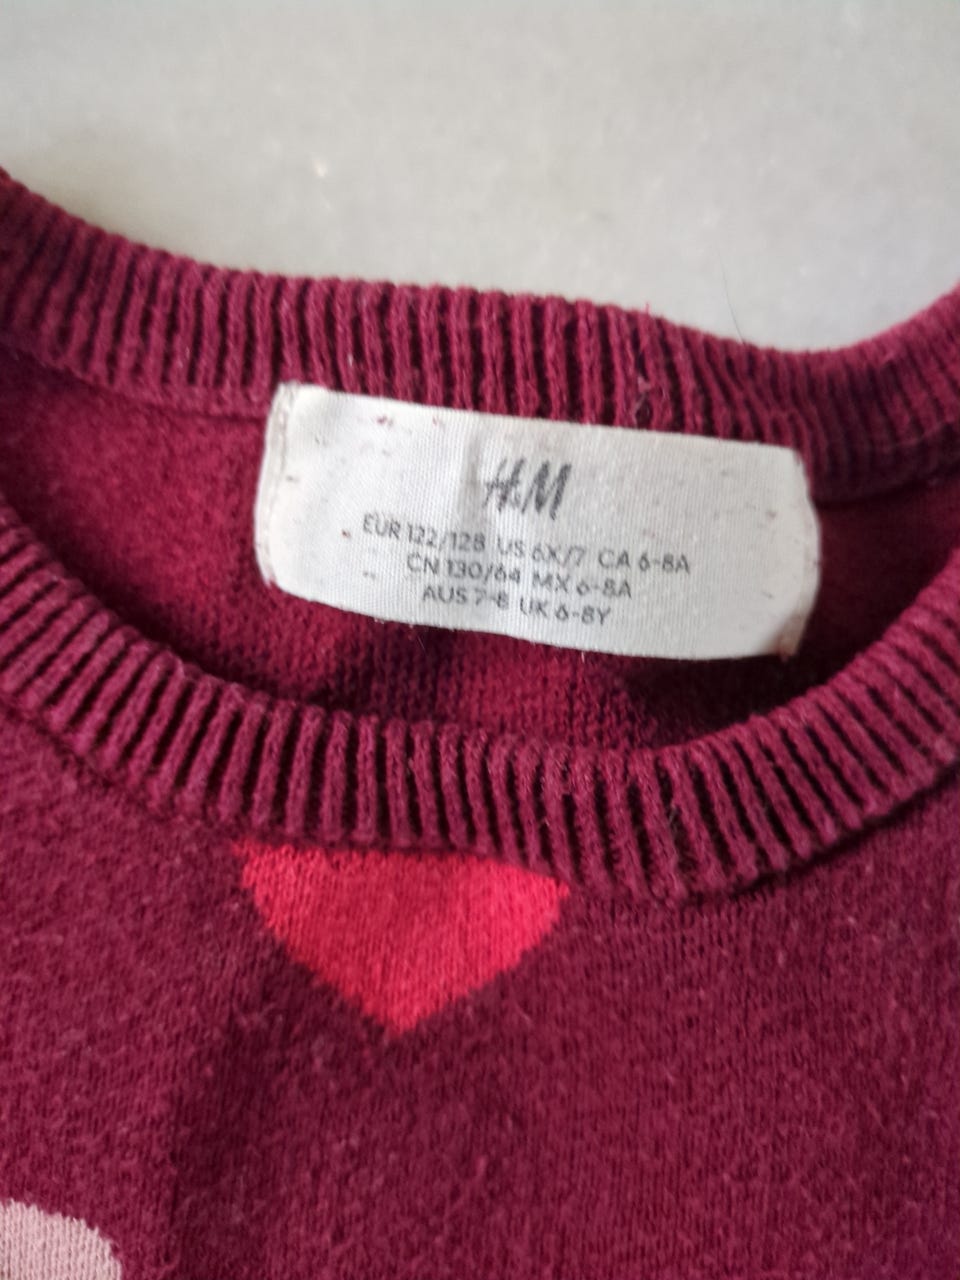 H&M
EUR 122/128 US 6X/7 CA 6-8A
CN 130/64 MX 6-8A
AUS 7-8 UK 6-8Y